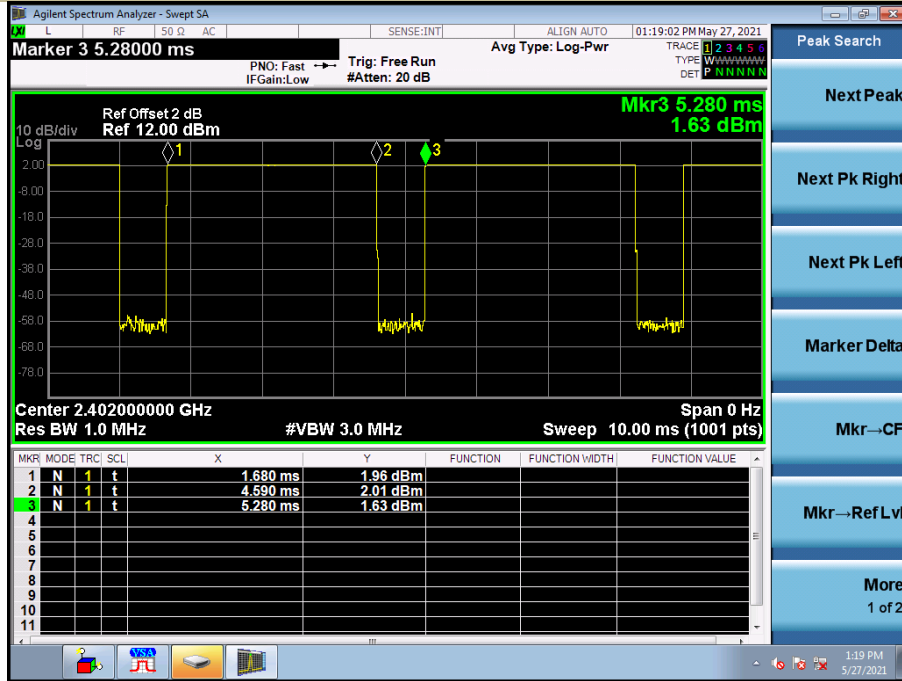 Agilent Spectrum Analyzer - Swept SA
LXI L RF 50 Ω AC SENSE:INT ALIGN AUTO 01:19:02 PM May 27, 2021
Marker 3 5.28000 ms Avg Type: Log-Pwr TRACE 1 2 3 4 5 6
PNO: Fast Trig: Free Run TYPE WWWWWW
IFGain:Low #Atten: 20 dB DET P N N N N N
Peak Search
Next Peak
Next Pk Right
Next Pk Left
Marker Delta
Mkr→CF
Mkr→Ref Lvl
More
1 of 2
Mkr3 5.280 ms
1.63 dBm
Ref Offset 2 dB
10 dB/div Ref 12.00 dBm
Log
1 2 3
2.00
-8.00
-18.0
-28.0
-38.0
-48.0
-58.0
-68.0
-78.0
Center 2.402000000 GHz Span 0 Hz
Res BW 1.0 MHz #VBW 3.0 MHz Sweep 10.00 ms (1001 pts)
MKR MODE TRC SCL X Y FUNCTION FUNCTION WIDTH FUNCTION VALUE
1 N 1 t 1.680 ms 1.96 dBm
2 N 1 t 4.590 ms 2.01 dBm
3 N 1 t 5.280 ms 1.63 dBm
4
5
6
7
8
9
10
11
VSA
1:19 PM
5/27/2021